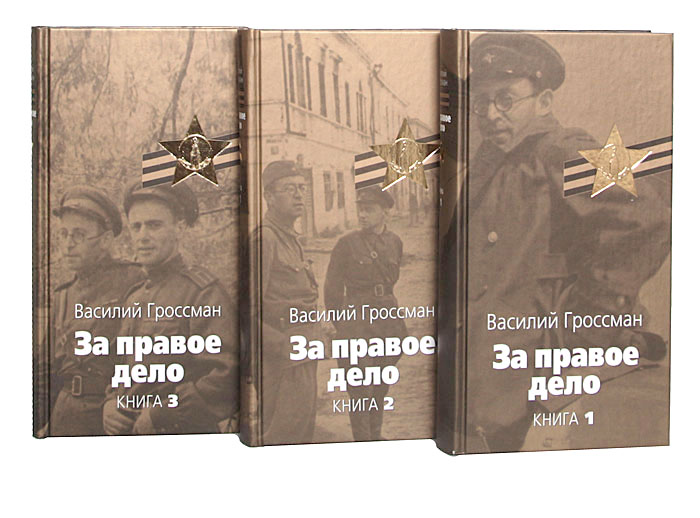 Василий Гроссман
За правое
дело
КНИГА 3
Василий Гроссман
За правое
дело
КНИГА 2
Василий Гроссман
За правое
дело
КНИГА 1